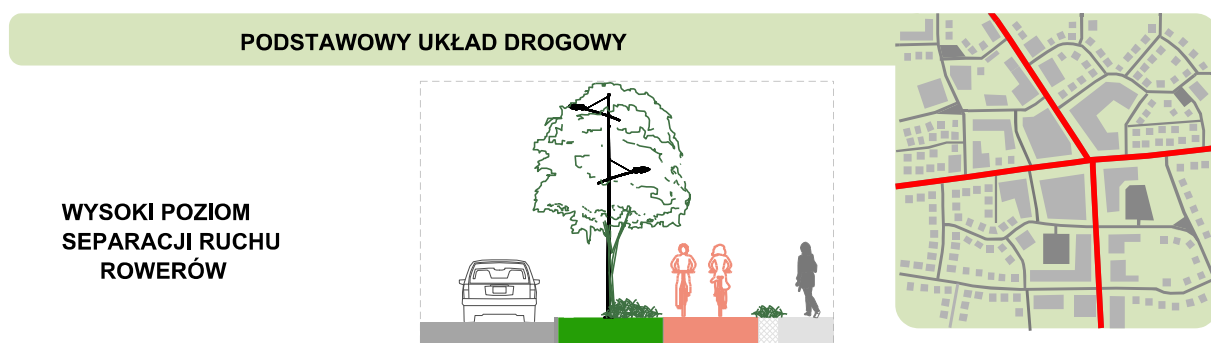 PODSTAWOWY UKŁAD DROGOWY
WYSOKI POZIOM
SEPARACJI RUCHU
ROWERÓW